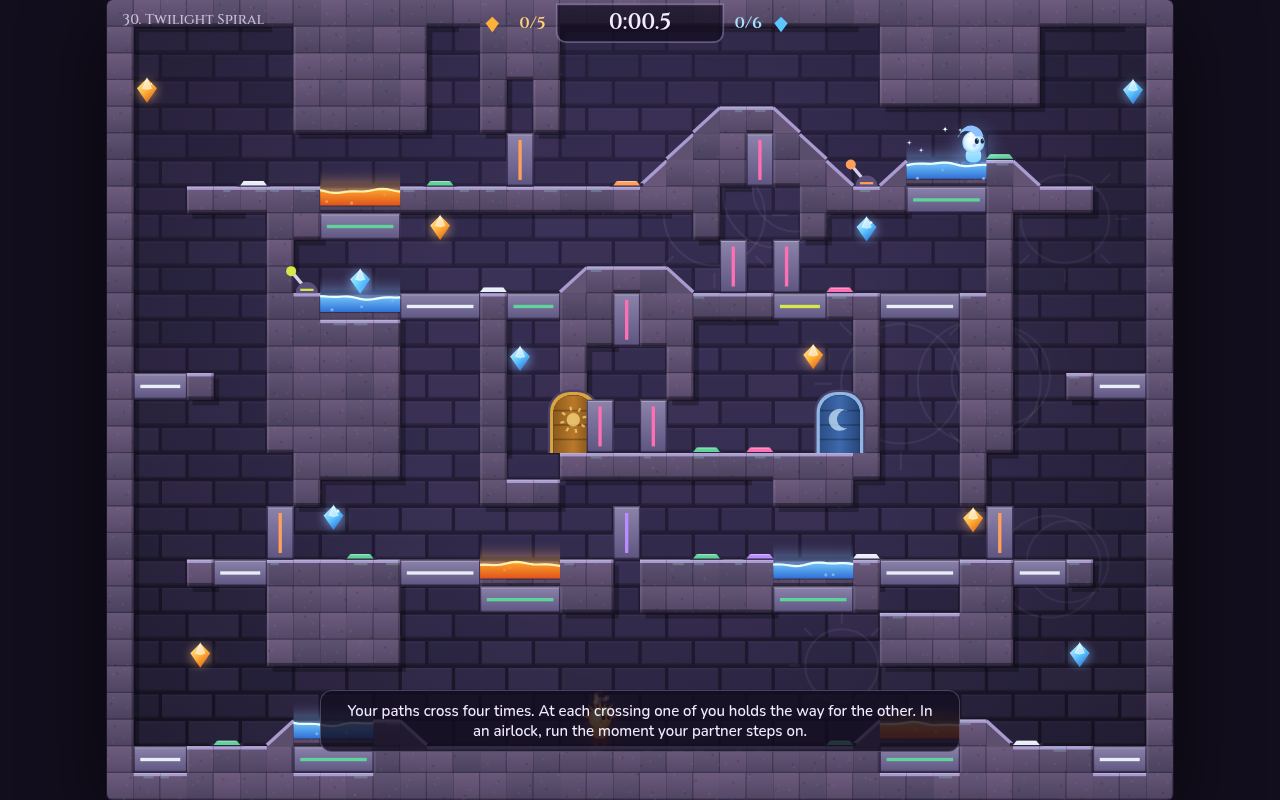 30. Twilight Spiral
0/5
0:00.5
0/6
Your paths cross four times. At each crossing one of you holds the way for the other. In
an airlock, run the moment your partner steps on.